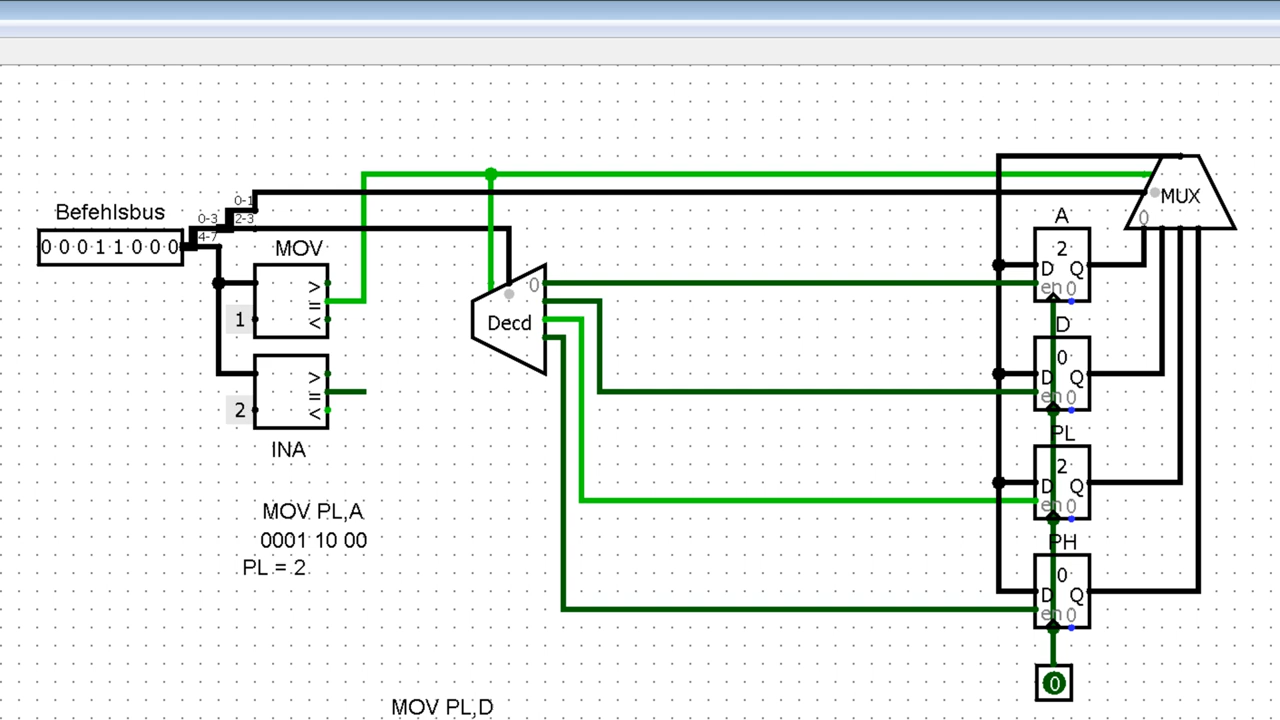 MUX
0-1
Befehlsbus
0-3
2-3
0
A
4-7
0 0 0 1 1 0 0 0
MOV
2
D Q
>
en 0
=
0
1
<
Decd
D
0
D Q
>
en 0
=
2
<
PL
INA
2
D Q
en 0
MOV PL,A
0001 10 00
PH
PL = 2
0
D Q
en 0
0
MOV PL,D